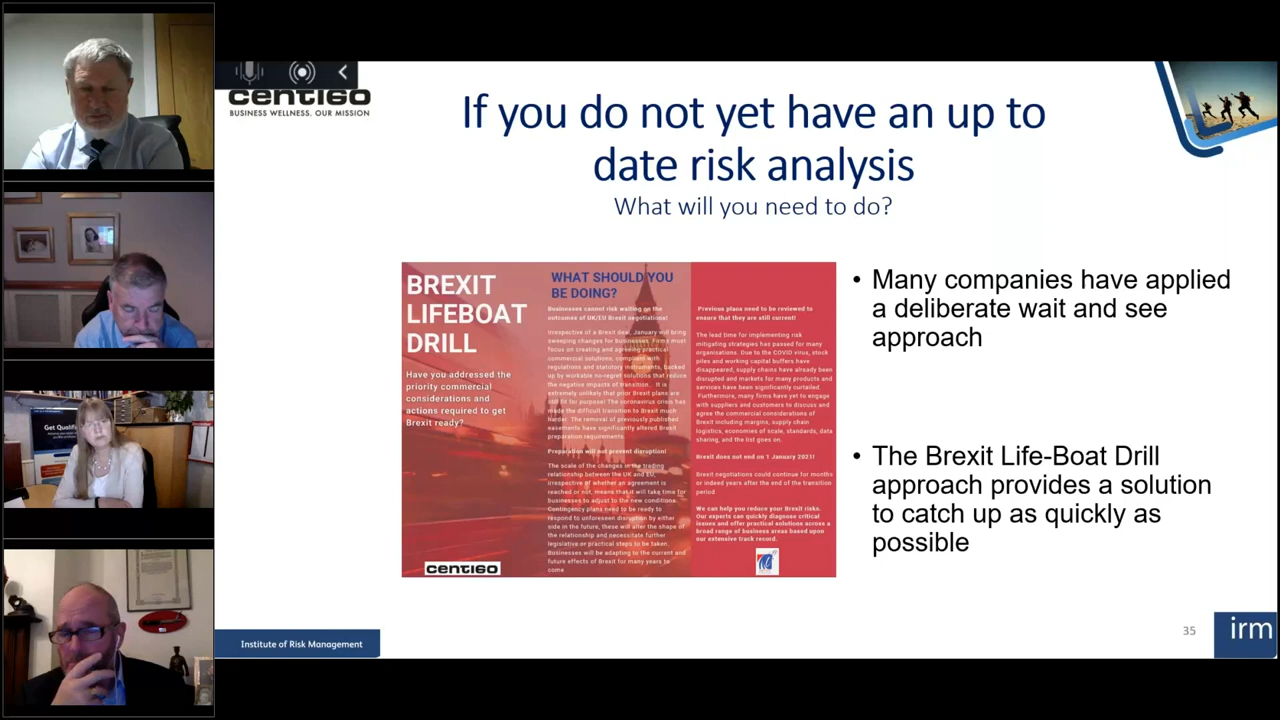 CENTIGO
BUSINESS WELLNESS. OUR MISSION
If you do not yet have an up to
date risk analysis
What will you need to do?
BREXIT
LIFEBOAT
DRILL
Have you addressed the
priority commercial
considerations and
actions required to get
Brexit ready?
CENTIGO
WHAT SHOULD YOU
BE DOING?
Businesses cannot risk waiting on the
outcomes of UK/EU Brexit negotiations!
Irrespective of a Brexit deal, January will bring
sweeping changes for businesses. Firms must
focus on creating and agreeing practical
commercial solutions, compliant with
regulations and statutory instruments, backed
up by workable no-regret solutions that reduce
the negative impacts of transition. It is
extremely unlikely that prior Brexit plans are
still fit for purpose! The coronavirus crisis has
made the difficult transition to Brexit much
harder. The removal of previously published
easements have significantly altered Brexit
preparation requirements.
Preparation will not prevent disruption!
The scale of the changes in the trading
relationship between the UK and EU,
irrespective of whether an agreement is
reached or not, means that it will take time for
businesses to adjust to the new conditions.
Contingency plans need to be ready to
respond to unforeseen disruption by either
side in the future, these will alter the shape of
the relationship and necessitate further
legislative or practical steps to be taken.
Businesses will be adapting to the current and
future effects of Brexit for many years to
come
Previous plans need to be reviewed to
ensure that they are still current!
The lead time for implementing risk
mitigating strategies has passed for many
organisations. Due to the COVID virus, stock
piles and working capital buffers have
disappeared, supply chains have already been
disrupted and markets for many products and
services have been significantly curtailed.
Furthermore, many firms have yet to engage
with suppliers and customers to discuss and
agree the commercial considerations of
Brexit including margins, supply chain
logistics, economies of scale, standards, data
sharing, and the list goes on.
Brexit does not end on 1 January 2021!
Brexit negotiations could continue for months
or indeed years after the end of the transition
period.
We can help you reduce your Brexit risks.
Our experts can quickly diagnose critical
issues and offer practical solutions across a
broad range of business areas based upon
our extensive track record.
• Many companies have applied
a deliberate wait and see
approach
• The Brexit Life-Boat Drill
approach provides a solution
to catch up as quickly as
possible
Get Qualif
Institute of Risk Management
35
irm